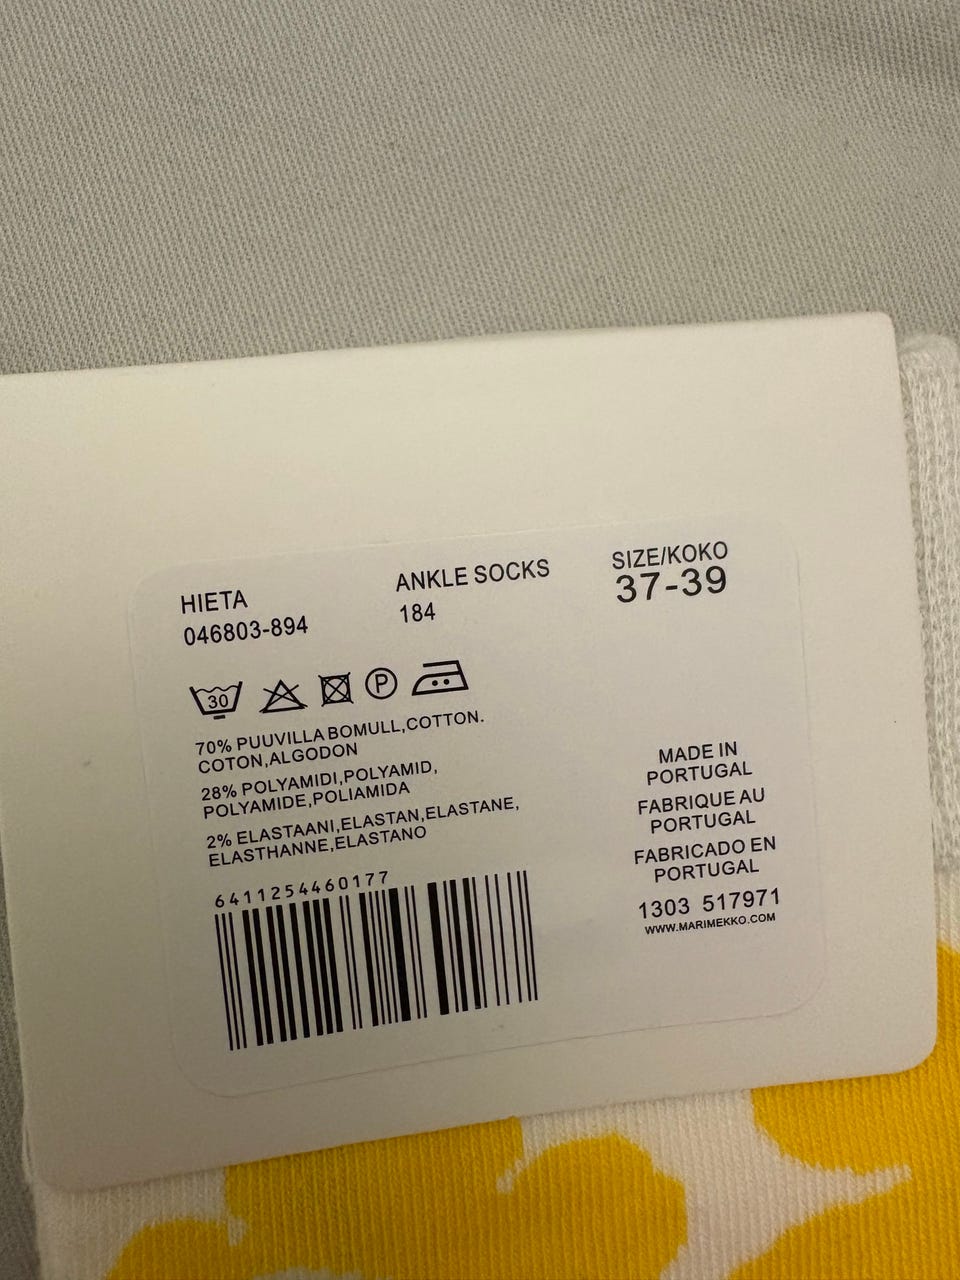 HIETA
046803-894
ANKLE SOCKS
184
SIZE/KOKO
37-39
30
P
70% PUUVILLA BOMULL,COTTON.
COTON,ALGODON
28% POLYAMIDI,POLYAMID,
POLYAMIDE,POLIAMIDA
2% ELASTAANI,ELASTAN,ELASTANE,
ELASTHANNE,ELASTANO
6411254460177
MADE IN
PORTUGAL
FABRIQUE AU
PORTUGAL
FABRICADO EN
PORTUGAL
1303 517971
WWW.MARIMEKKO.COM